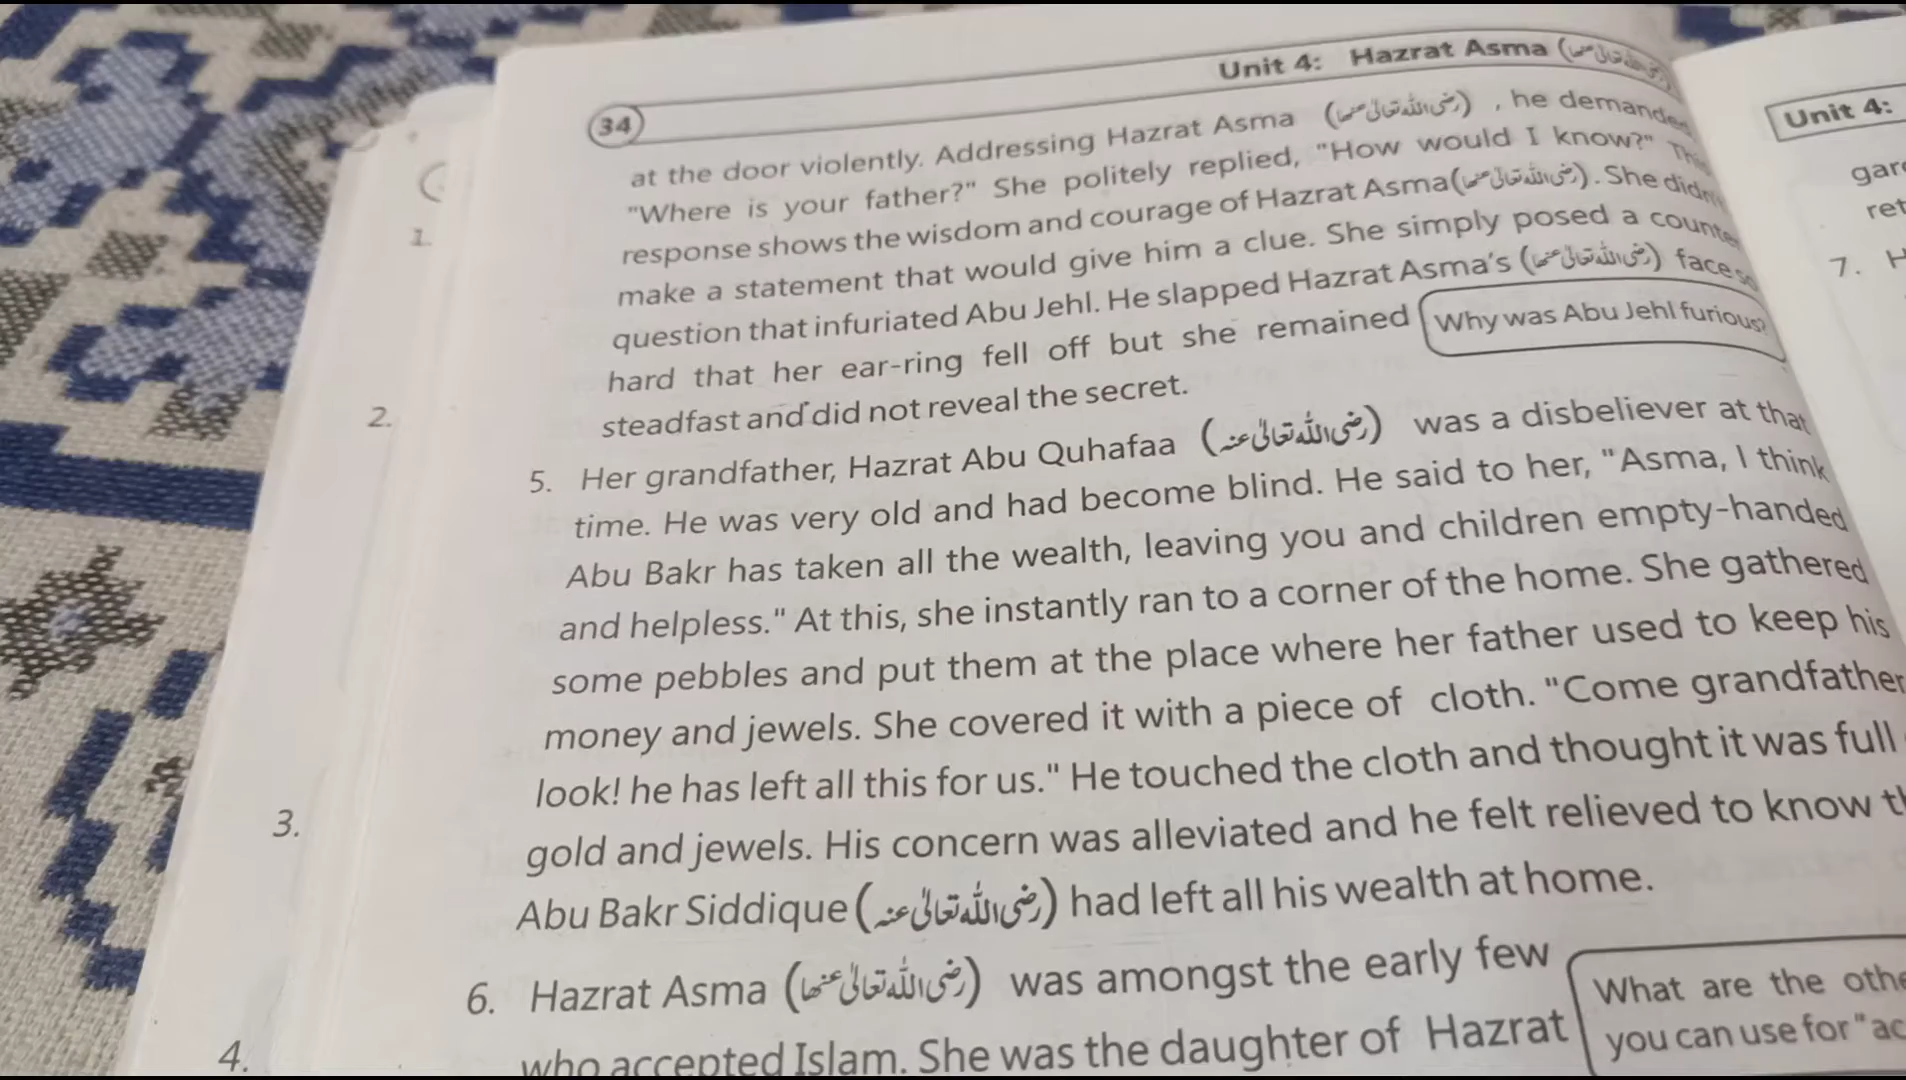 34
Unit 4: Hazrat Asma (رضی اللہ تعالیٰ عنہا)
at the door violently. Addressing Hazrat Asma (رضی اللہ تعالیٰ عنہا) , he demanded
"Where is your father?" She politely replied, "How would I know?" This
response shows the wisdom and courage of Hazrat Asma(رضی اللہ تعالیٰ عنہا). She didn
make a statement that would give him a clue. She simply posed a counter
question that infuriated Abu Jehl. He slapped Hazrat Asma's (رضی اللہ تعالیٰ عنہا) face so
hard that her ear-ring fell off but she remained
Why was Abu Jehl furious?
steadfast and did not reveal the secret.
5. Her grandfather, Hazrat Abu Quhafaa (رضی اللہ تعالیٰ عنہ) was a disbeliever at that
time. He was very old and had become blind. He said to her, "Asma, I think
Abu Bakr has taken all the wealth, leaving you and children empty-handed
and helpless." At this, she instantly ran to a corner of the home. She gathered
some pebbles and put them at the place where her father used to keep his
money and jewels. She covered it with a piece of cloth. "Come grandfather
look! he has left all this for us." He touched the cloth and thought it was full
gold and jewels. His concern was alleviated and he felt relieved to know
Abu Bakr Siddique (رضی اللہ تعالیٰ عنہ) had left all his wealth at home.
6. Hazrat Asma (رضی اللہ تعالیٰ عنہا) was amongst the early few
who accepted Islam. She was the daughter of Hazrat
What are the othe
you can use for "ac
1.
2.
3.
4.
Unit 4:
gar
ret
7. H